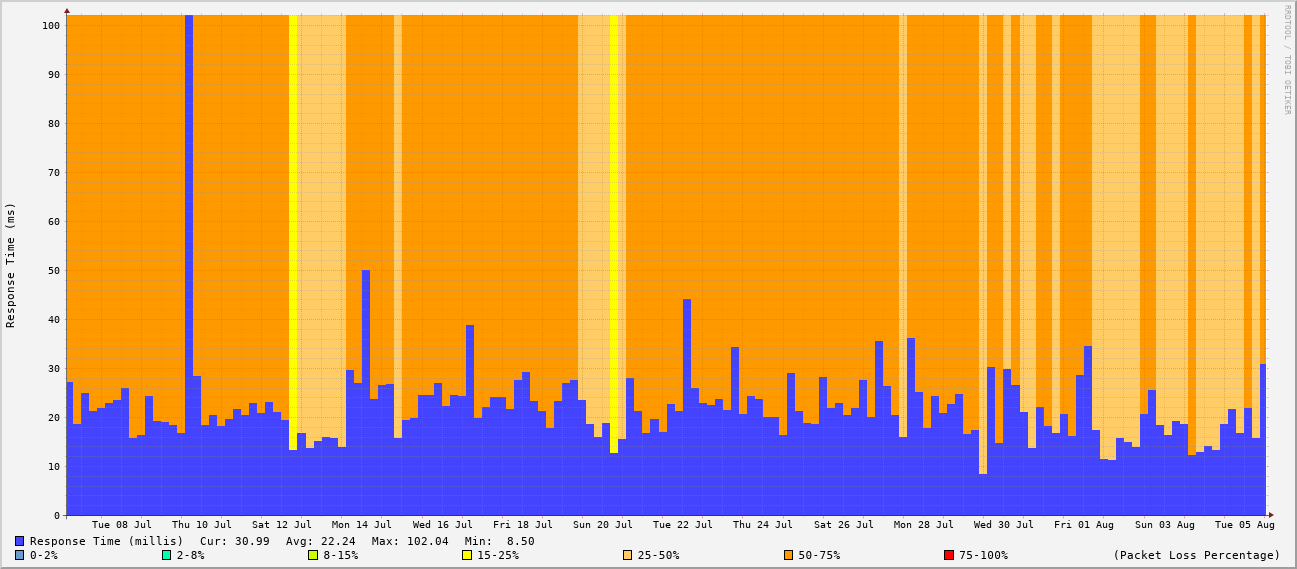 100
90
80
70
60
50
40
30
20
10
0
Response Time (ms)
RRDTOOL / TOBI OETIKER
Tue 08 Jul Thu 10 Jul Sat 12 Jul Mon 14 Jul Wed 16 Jul Fri 18 Jul Sun 20 Jul Tue 22 Jul Thu 24 Jul Sat 26 Jul Mon 28 Jul Wed 30 Jul Fri 01 Aug Sun 03 Aug Tue 05 Aug
Response Time (millis) Cur: 30.99 Avg: 22.24 Max: 102.04 Min: 8.50
0-2% 2-8% 8-15% 15-25% 25-50% 50-75% 75-100% (Packet Loss Percentage)